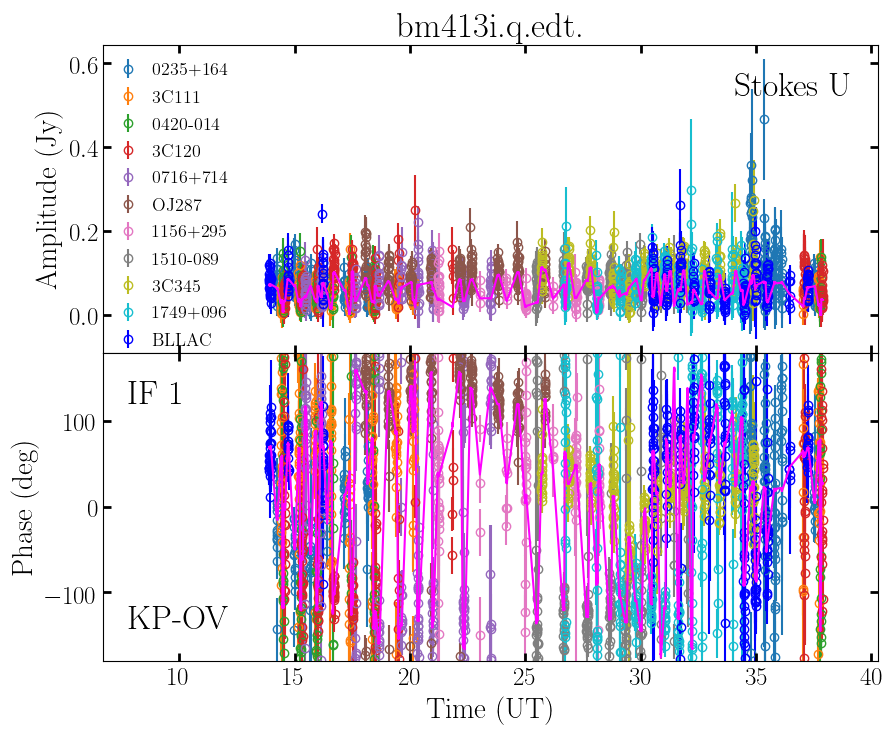 bm413i.q.edt.
Stokes U
0235+164
3C111
0420-014
3C120
0716+714
OJ287
1156+295
1510-089
3C345
1749+096
BLLAC
Amplitude (Jy)
0.6
0.4
0.2
0.0
IF 1
KP-OV
Phase (deg)
100
0
−100
10 15 20 25 30 35 40
Time (UT)